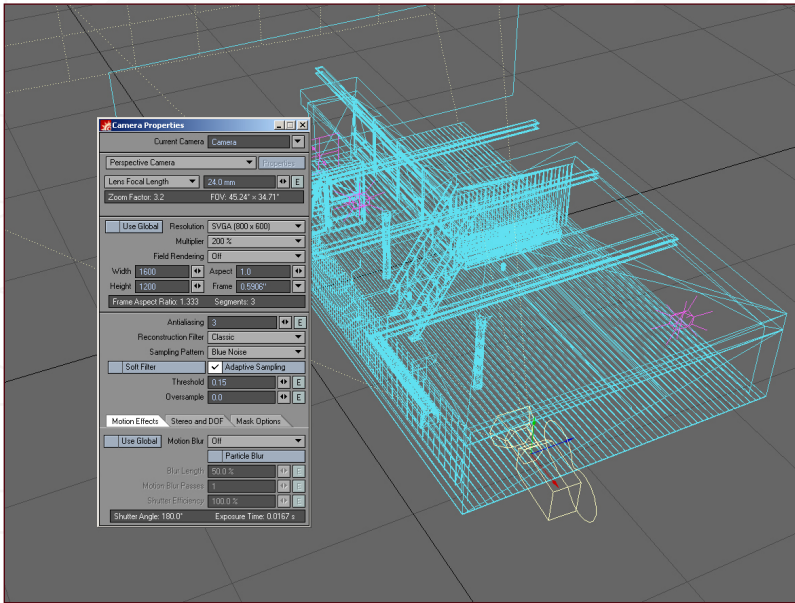 Camera Properties
Current Camera Camera
Perspective Camera Properties
Lens Focal Length 24.0 mm E
Zoom Factor: 3.2 FOV: 45.24° × 34.71°
Use Global Resolution SVGA (800 x 600)
Multiplier 200 %
Field Rendering Off
Width 1600 Aspect 1.0
Height 1200 Frame 0.5906"
Frame Aspect Ratio: 1.333 Segments: 3
Antialiasing 3 E
Reconstruction Filter Classic
Sampling Pattern Blue Noise
Soft Filter Adaptive Sampling
Threshold 0.15 E
Oversample 0.0 E
Motion Effects Stereo and DOF Mask Options
Use Global Motion Blur Off
Particle Blur
Blur Length 50.0 % E
Motion Blur Passes 1 E
Shutter Efficiency 100.0 % E
Shutter Angle: 180.0° Exposure Time: 0.0167 s